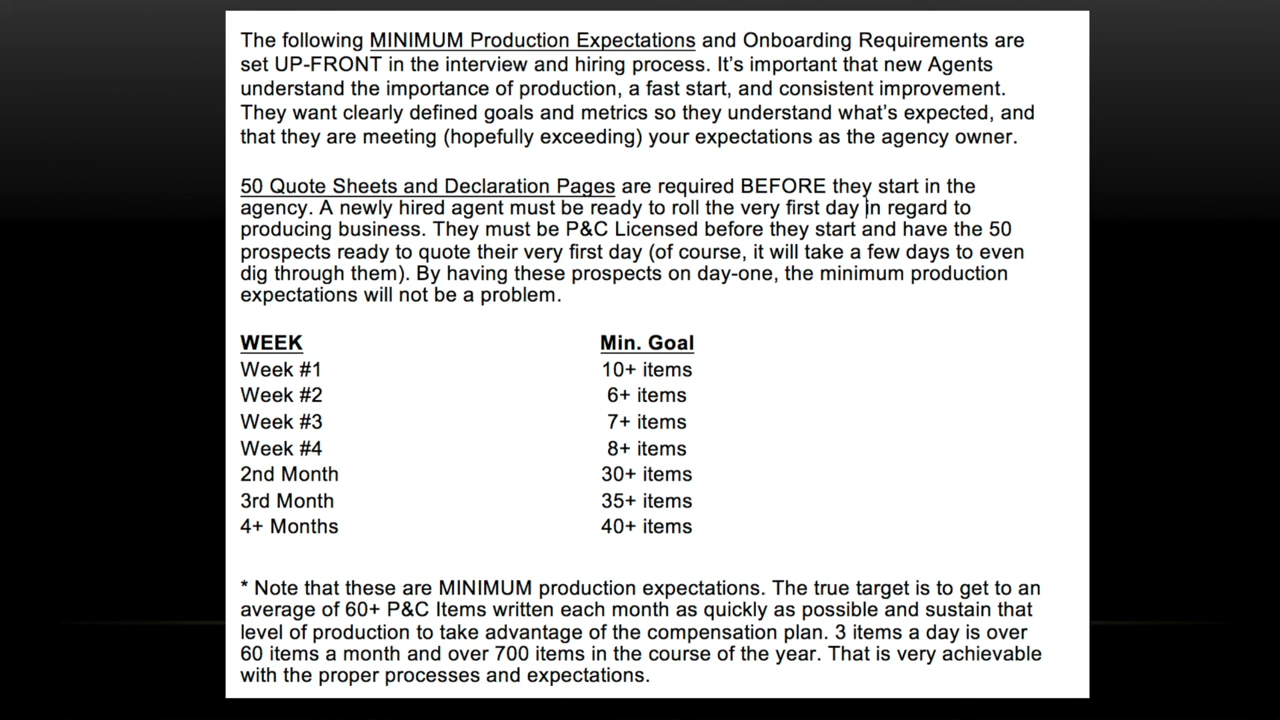 The following MINIMUM Production Expectations and Onboarding Requirements are
set UP-FRONT in the interview and hiring process. It's important that new Agents
understand the importance of production, a fast start, and consistent improvement.
They want clearly defined goals and metrics so they understand what's expected, and
that they are meeting (hopefully exceeding) your expectations as the agency owner.
50 Quote Sheets and Declaration Pages are required BEFORE they start in the
agency. A newly hired agent must be ready to roll the very first day in regard to
producing business. They must be P&C Licensed before they start and have the 50
prospects ready to quote their very first day (of course, it will take a few days to even
dig through them). By having these prospects on day-one, the minimum production
expectations will not be a problem.
WEEK Min. Goal
Week #1 10+ items
Week #2 6+ items
Week #3 7+ items
Week #4 8+ items
2nd Month 30+ items
3rd Month 35+ items
4+ Months 40+ items
* Note that these are MINIMUM production expectations. The true target is to get to an
average of 60+ P&C Items written each month as quickly as possible and sustain that
level of production to take advantage of the compensation plan. 3 items a day is over
60 items a month and over 700 items in the course of the year. That is very achievable
with the proper processes and expectations.